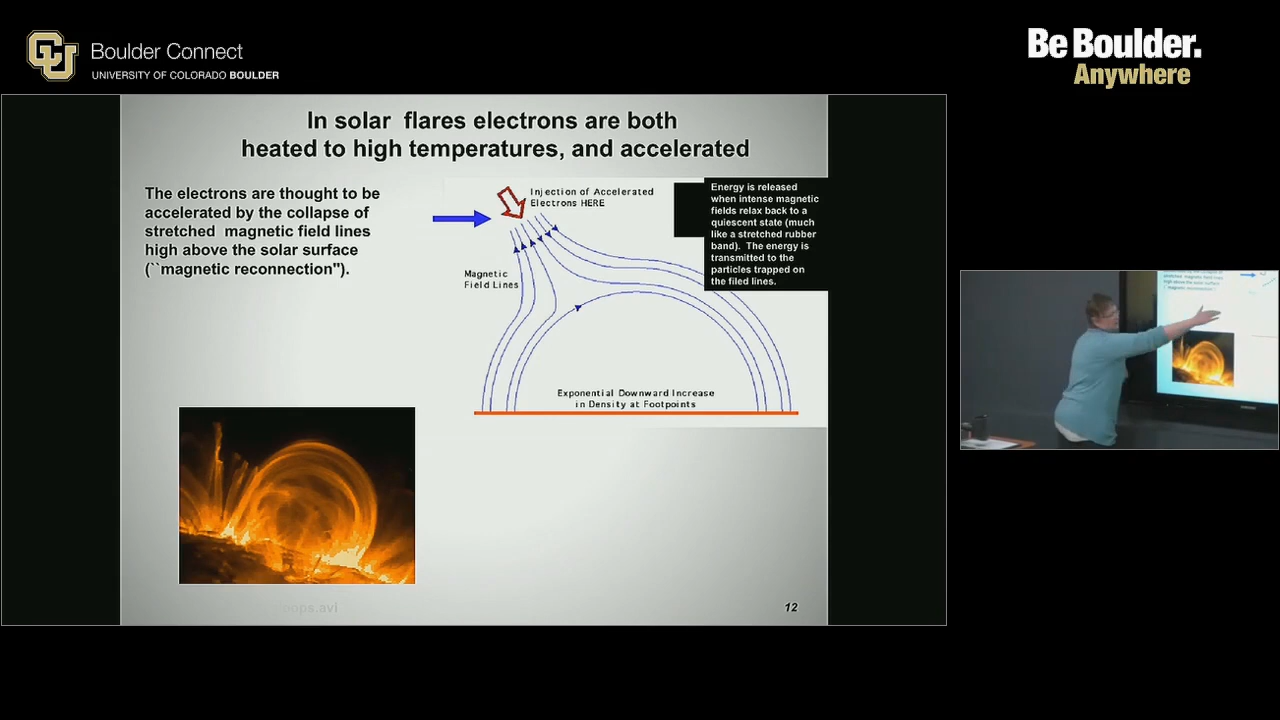 CU
Boulder Connect
UNIVERSITY OF COLORADO BOULDER
Be Boulder.
Anywhere
In solar flares electrons are both
heated to high temperatures, and accelerated
The electrons are thought to be
accelerated by the collapse of
stretched magnetic field lines
high above the solar surface
(``magnetic reconnection").
Injection of Accelerated
Electrons HERE
Magnetic
Field Lines
Exponential Downward Increase
in Density at Footpoints
Energy is released
when intense magnetic
fields relax back to a
quiescent state (much
like a stretched rubber
band). The energy is
transmitted to the
particles trapped on
the filed lines.
12